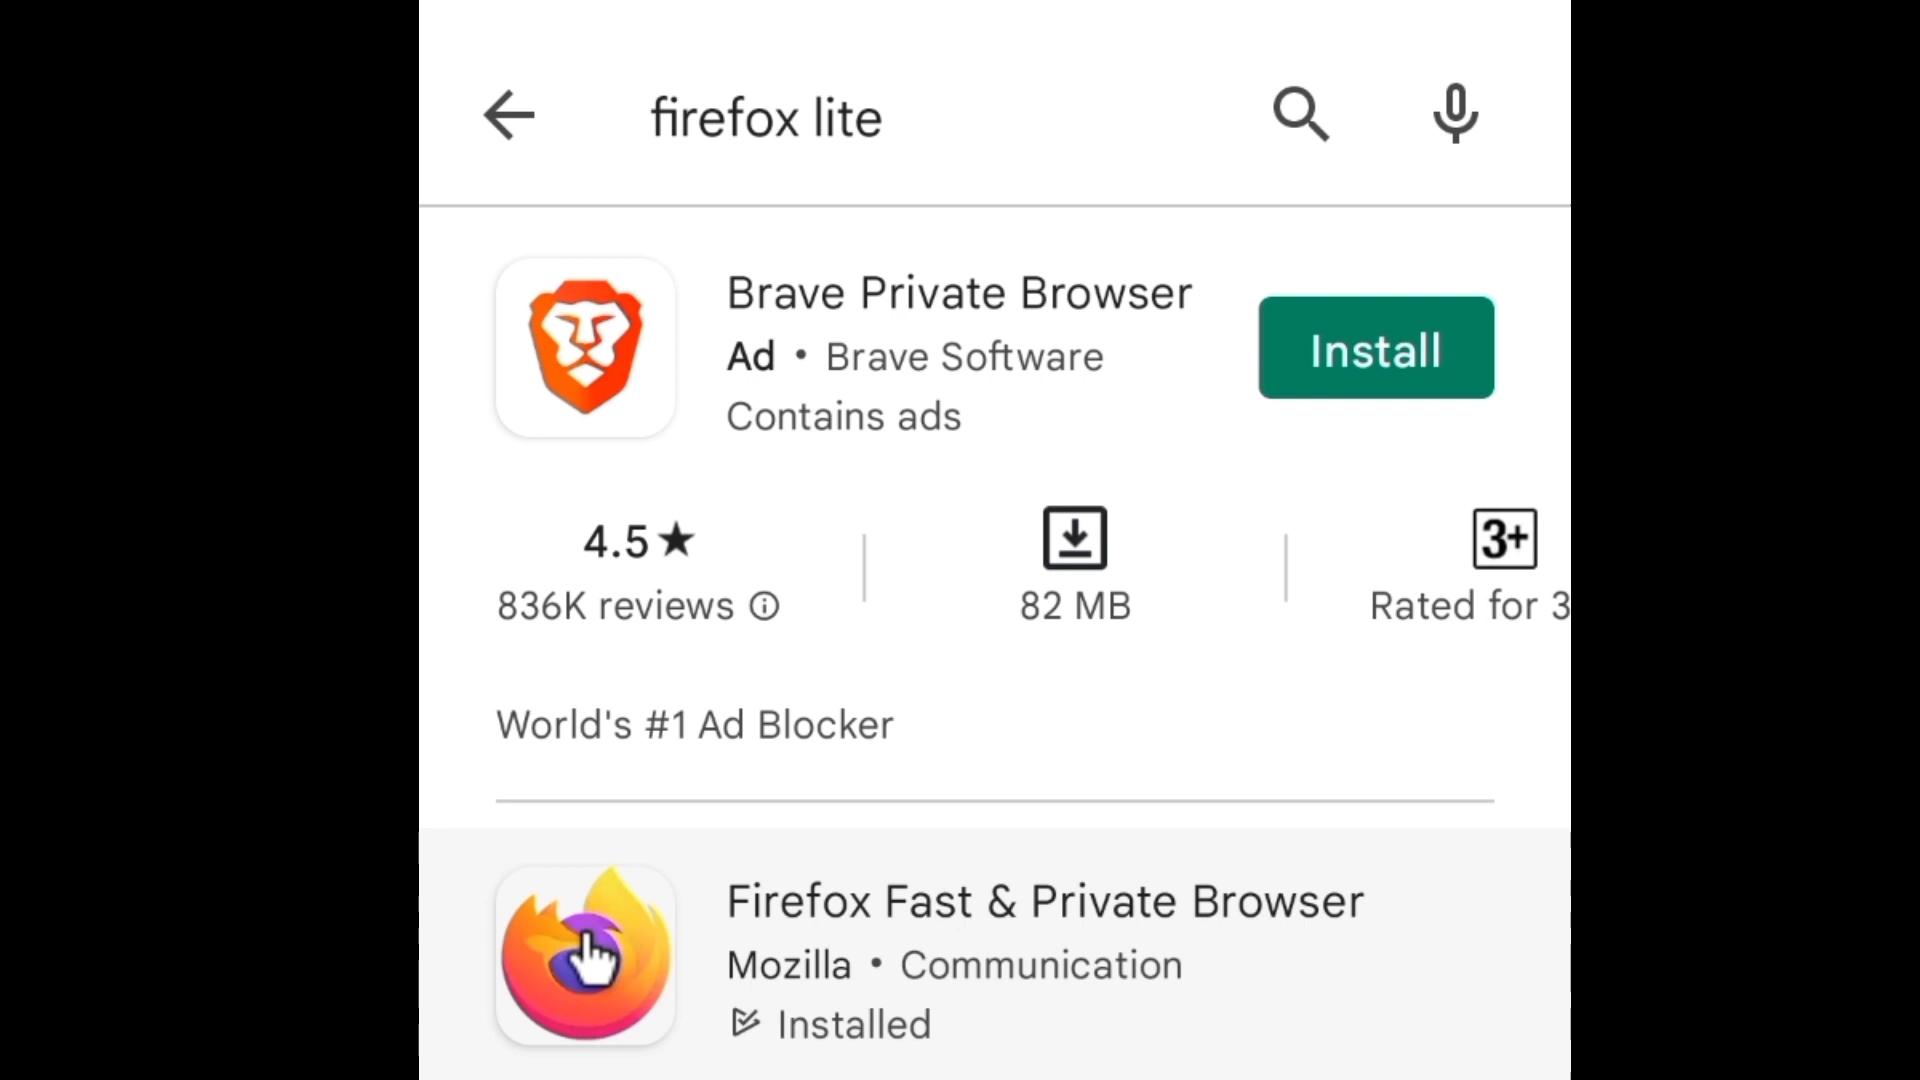 firefox lite
Brave Private Browser
Ad • Brave Software
Contains ads
Install
4.5★
836K reviews
82 MB
3+
Rated for 3
World's #1 Ad Blocker
Firefox Fast & Private Browser
Mozilla • Communication
Installed